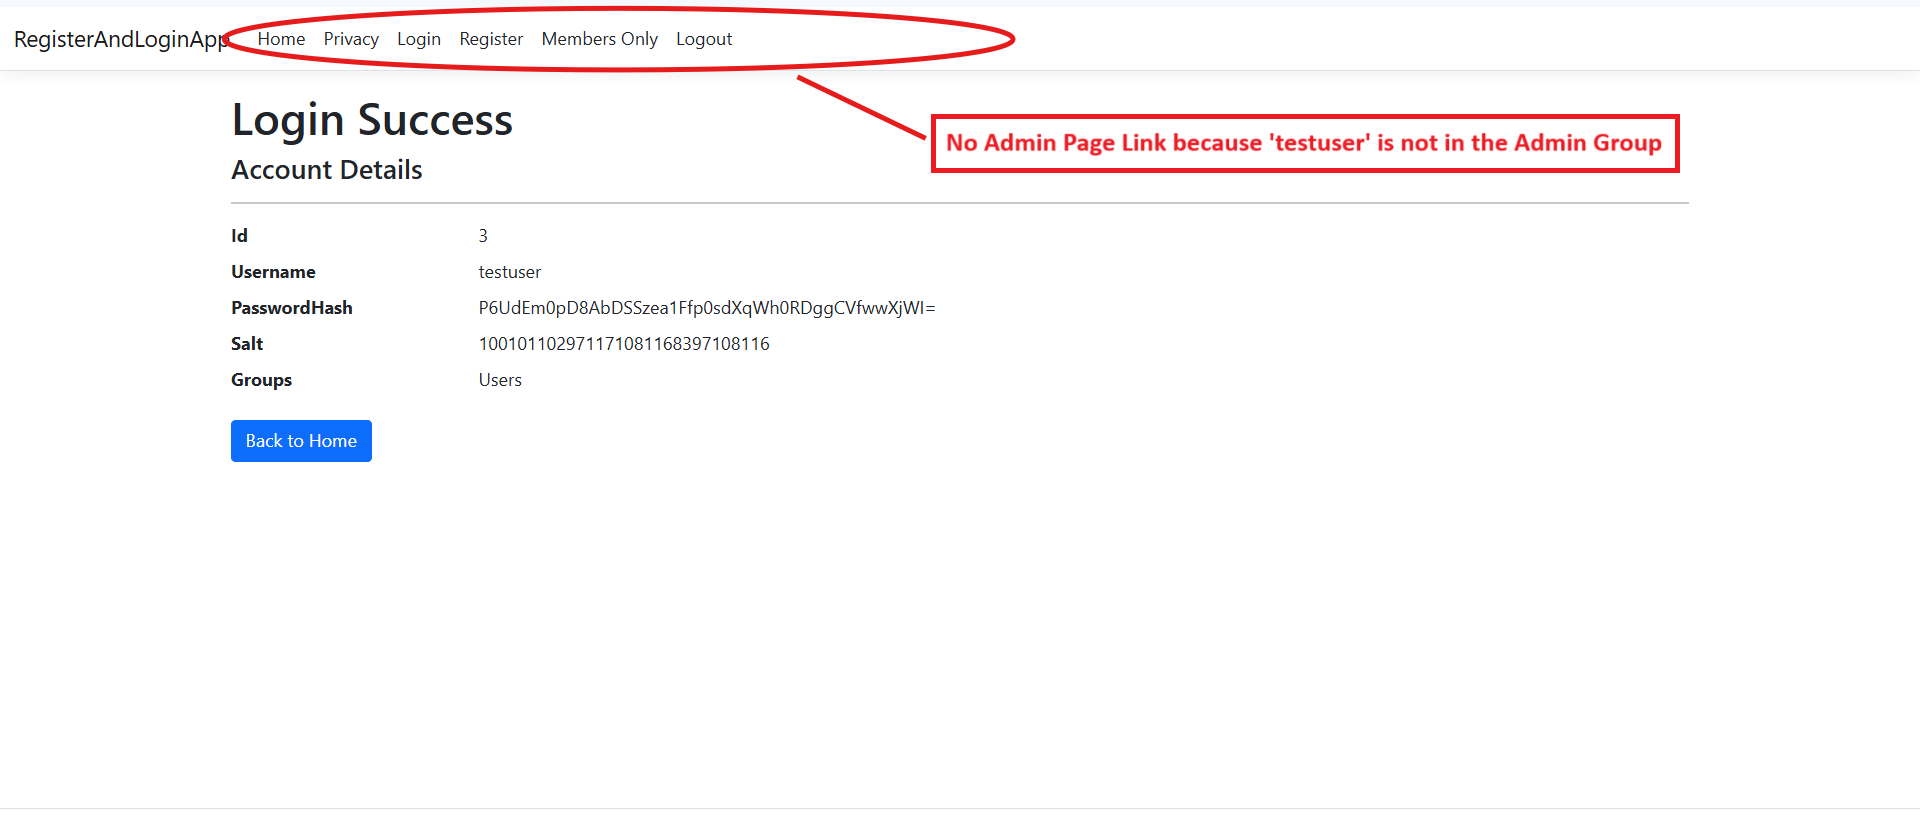 RegisterAndLoginApp Home Privacy Login Register Members Only Logout
No Admin Page Link because 'testuser' is not in the Admin Group
Login Success
Account Details
Id 3
Username testuser
PasswordHash P6UdEm0pD8AbDSSzea1Ffp0sdXqWh0RDggCVfwwXjWI=
Salt 100101102971171081168397108116
Groups Users
Back to Home